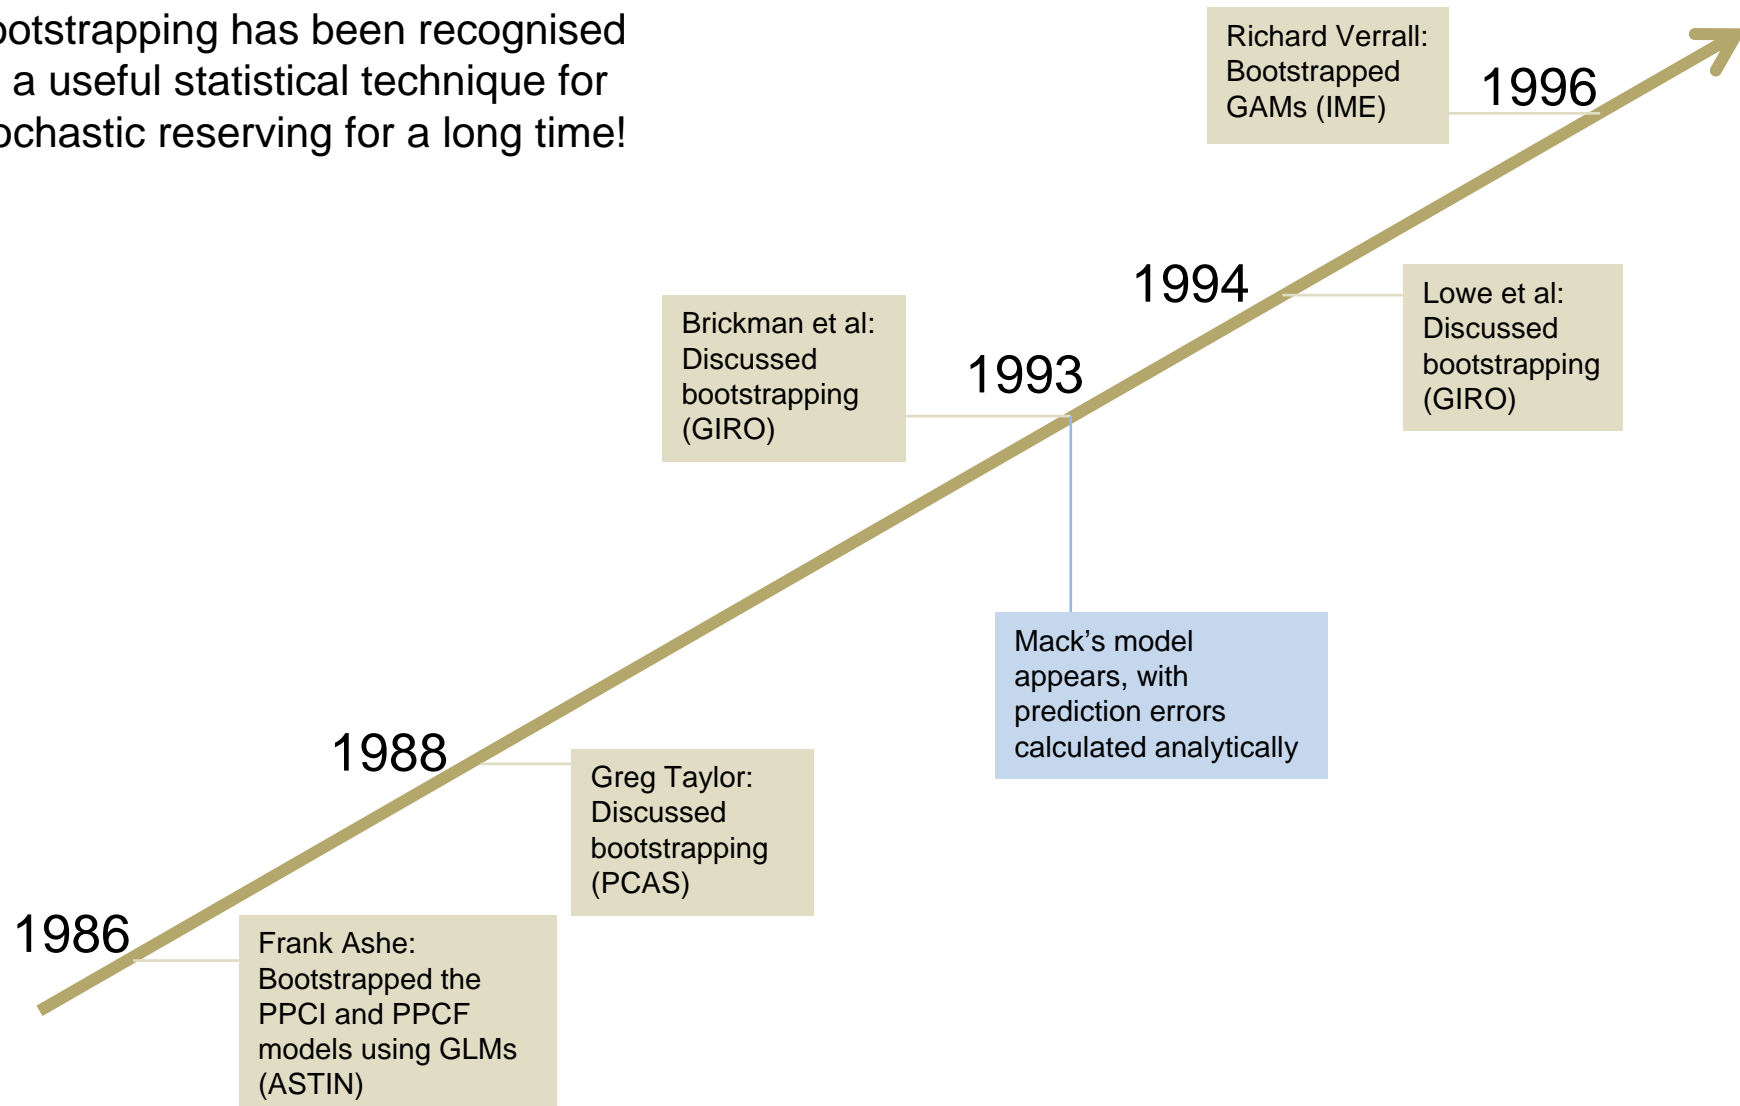 ootstrapping has been recognised
a useful statistical technique for
ochastic reserving for a long time!
Richard Verrall:
Bootstrapped
GAMs (IME)
1996
1994
Lowe et al:
Discussed
bootstrapping
(GIRO)
Brickman et al:
Discussed
bootstrapping
(GIRO)
1993
Mack’s model
appears, with
prediction errors
calculated analytically
1988
Greg Taylor:
Discussed
bootstrapping
(PCAS)
1986
Frank Ashe:
Bootstrapped the
PPCI and PPCF
models using GLMs
(ASTIN)